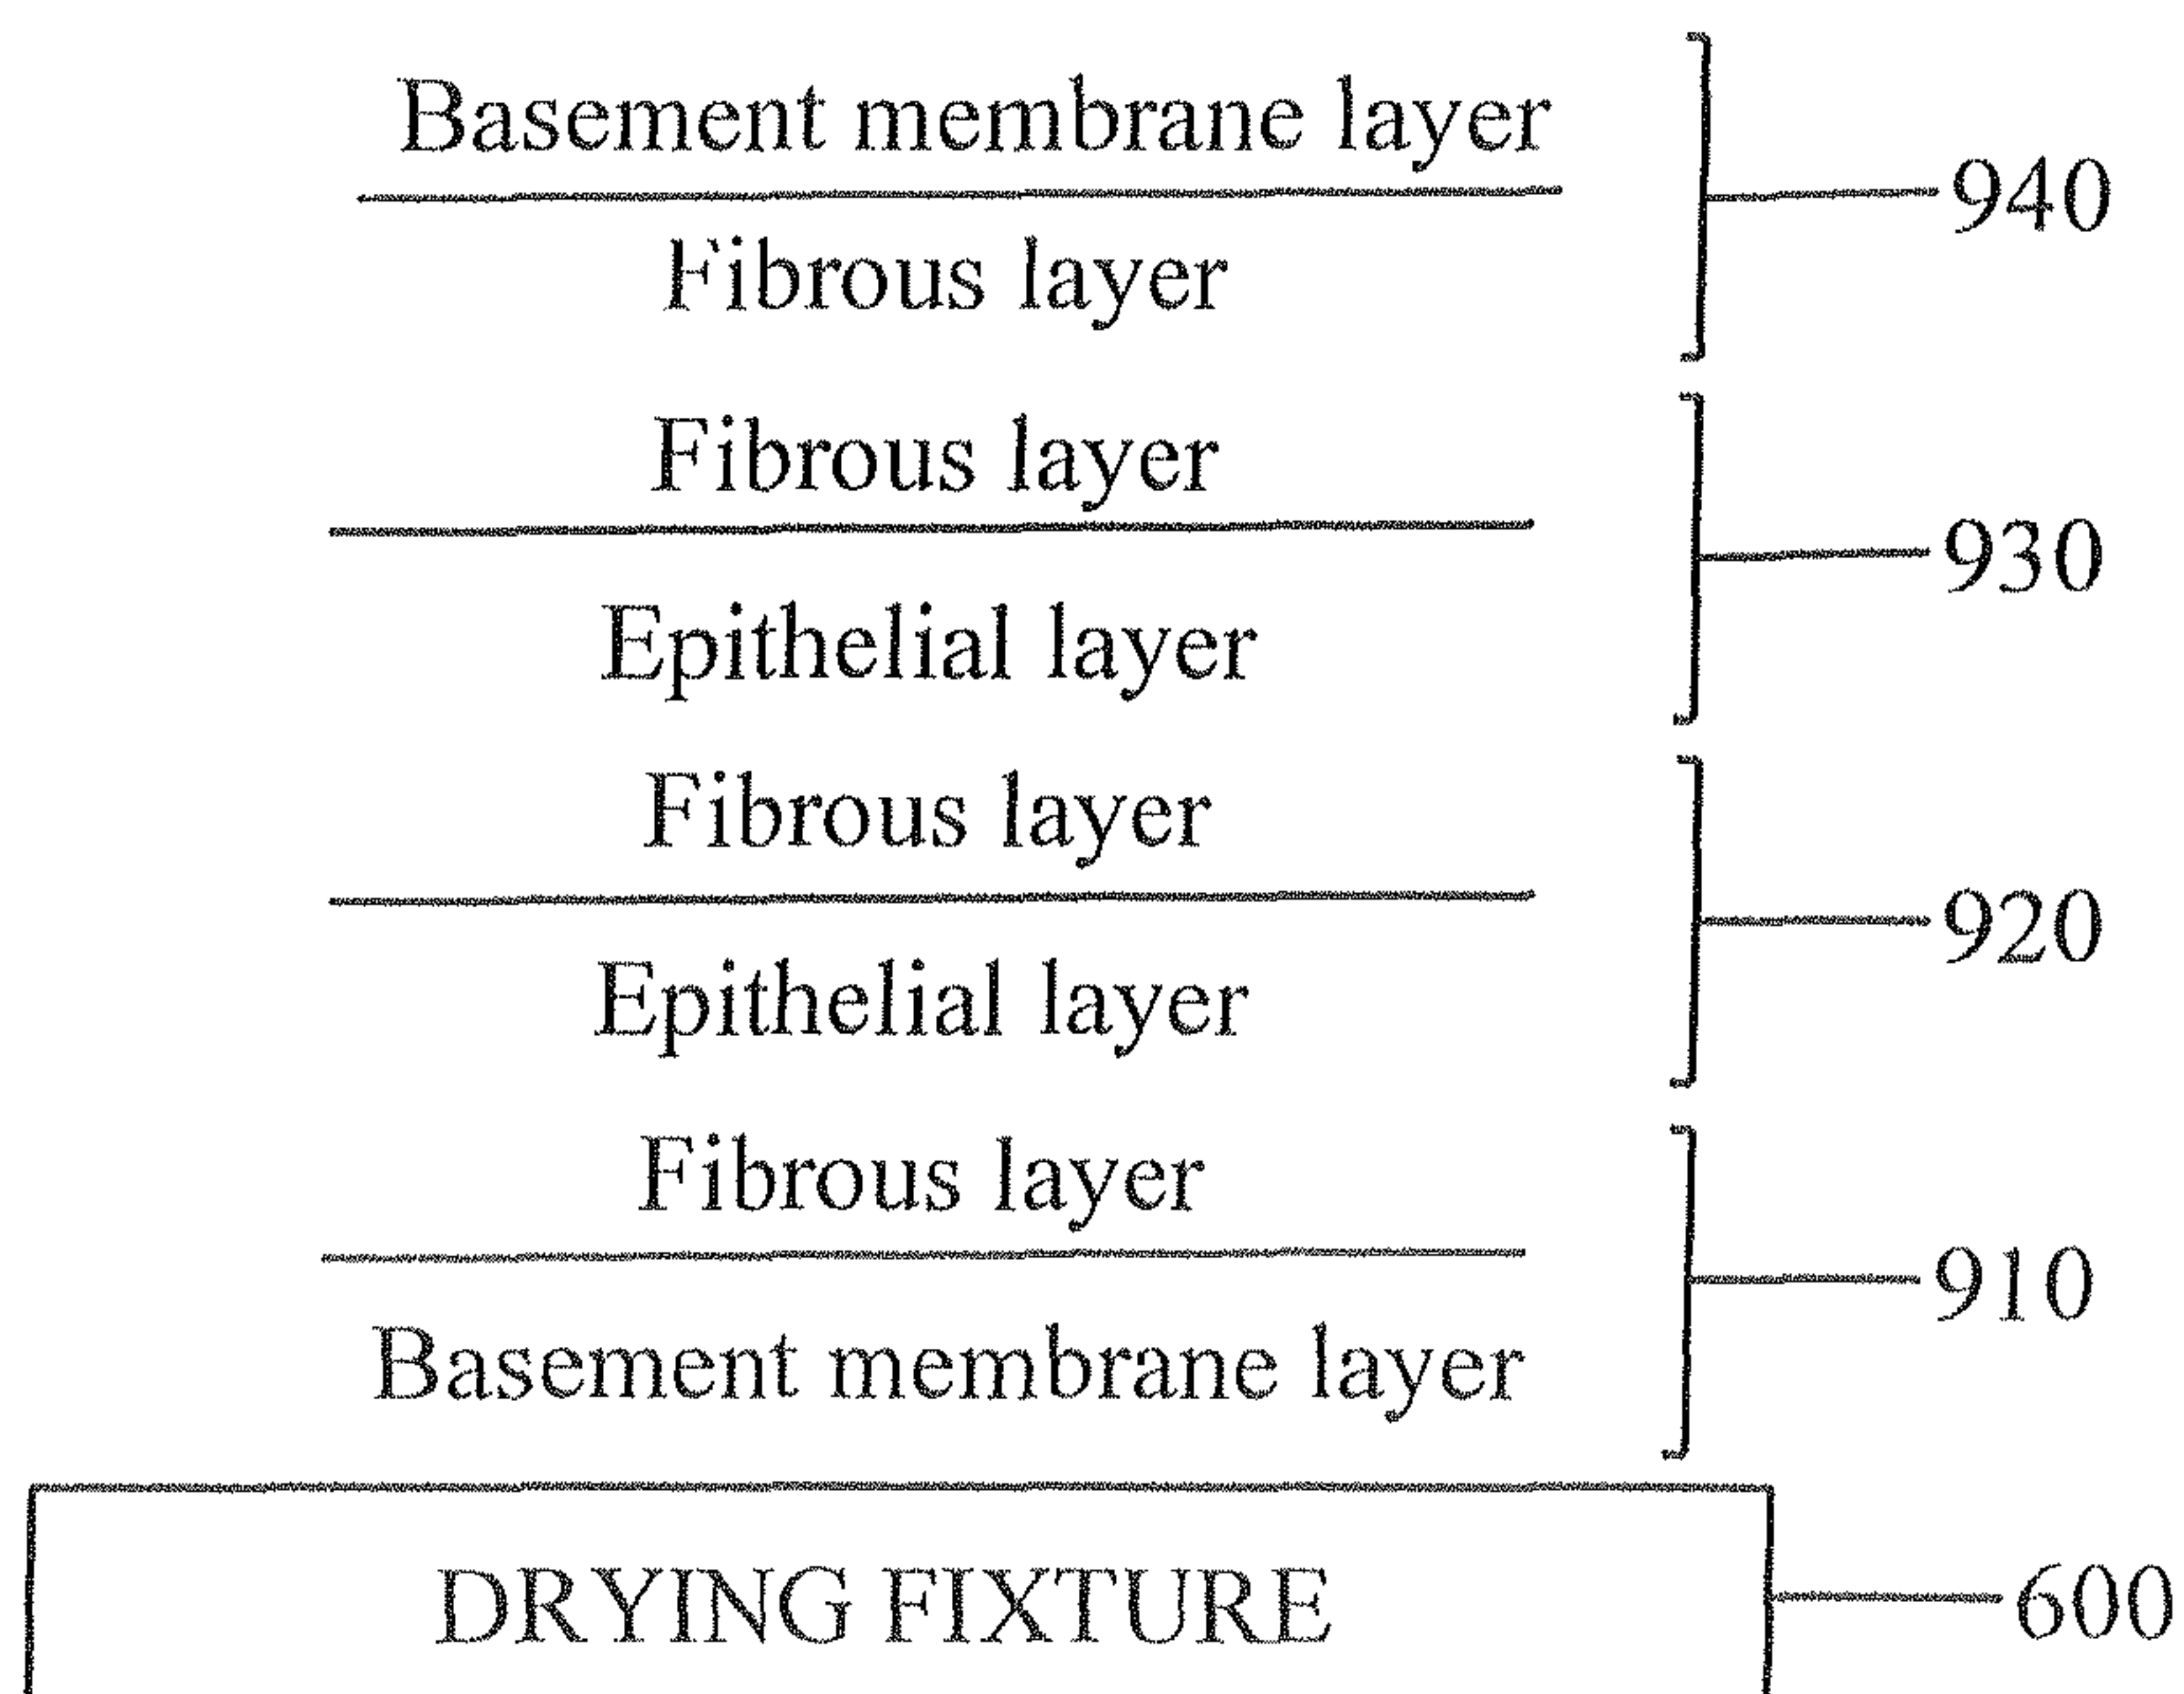 Basement membrane layer
940
Fibrous layer
Fibrous layer
930
Epithelial layer
Fibrous layer
920
Epithelial layer
Fibrous layer
910
Basement membrane layer
DRYING FIXTURE
600